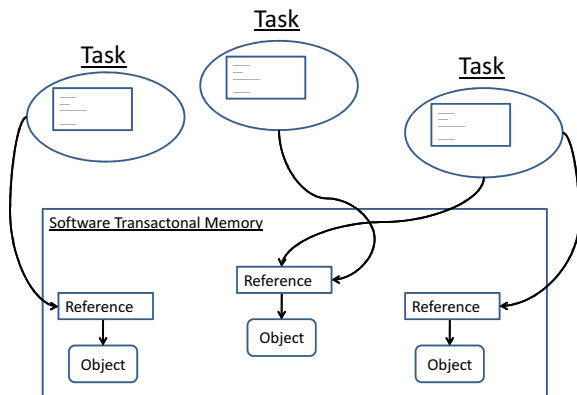 Task
Task
Task
Software Transactonal Memory
Reference
Reference
Reference
Object
Object
Object